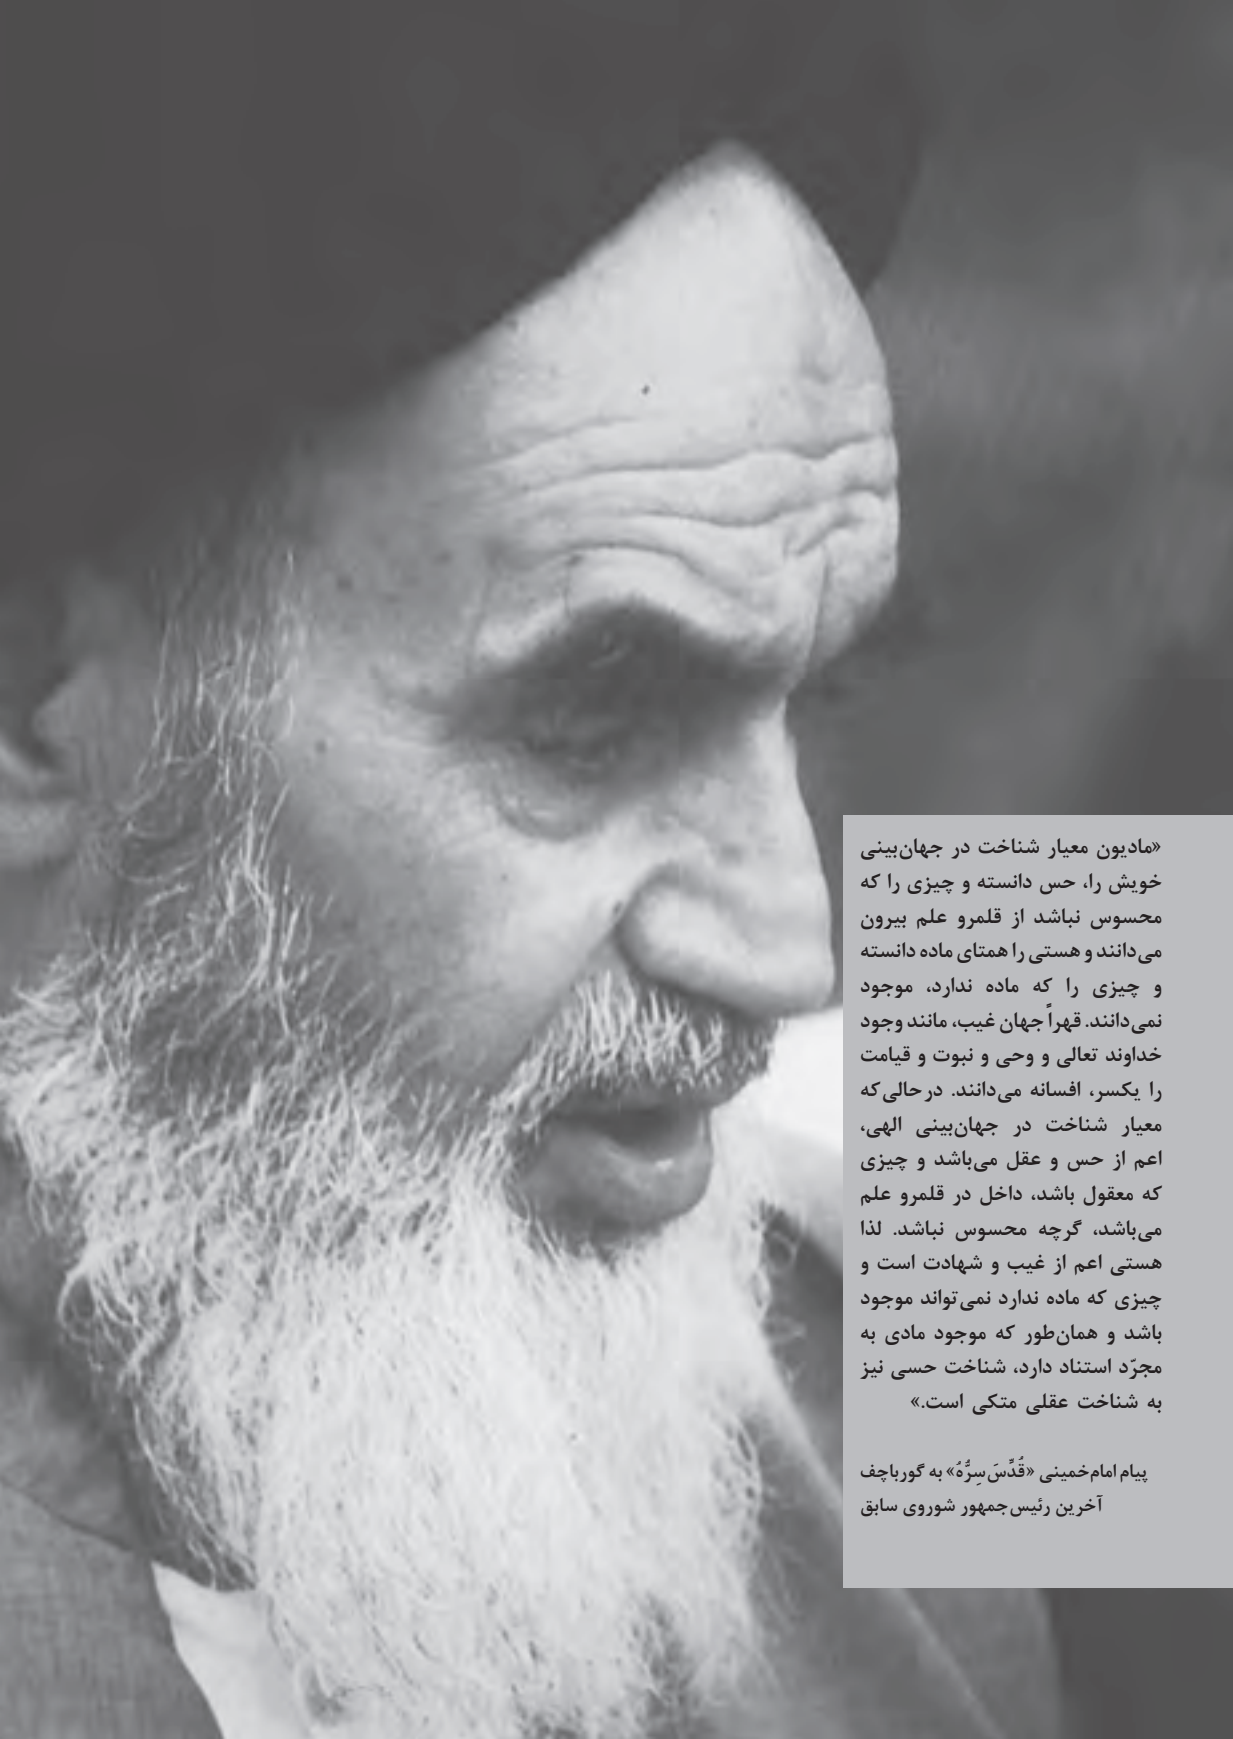 «مادیون معیار شناخت در جهان‌بینی
خویش را، حس دانسته و چیزی را که
محسوس نباشد از قلمرو علم بیرون
می‌دانند و هستی را همتای ماده دانسته
و چیزی را که ماده ندارد، موجود
نمی‌دانند. قهراً جهان غیب، مانند وجود
خداوند تعالی و وحی و نبوت و قیامت
را یکسر، افسانه می‌دانند. در حالی که
معیار شناخت در جهان‌بینی الهی،
اعم از حس و عقل می‌باشد و چیزی
که معقول باشد، داخل در قلمرو علم
می‌باشد، گرچه محسوس نباشد. لذا
هستی اعم از غیب و شهادت است و
چیزی که ماده ندارد نمی‌تواند موجود
باشد و همان‌طور که موجود مادی به
مجرّد استناد دارد، شناخت حسی نیز
به شناخت عقلی متکی است.»
پیام امام‌خمینی «قُدِّسَ سِرُّهُ» به گورباچف
آخرین رئیس‌جمهور شوروی سابق